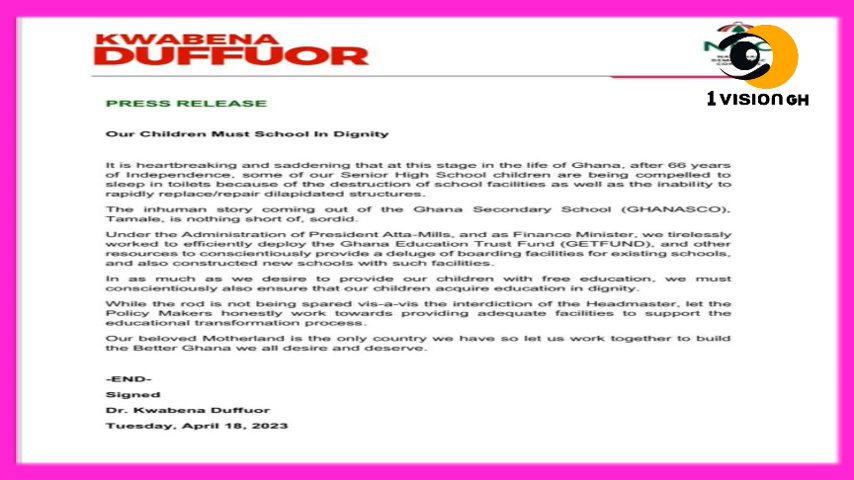 KWABENA
DUFFUOR
1VISION GH
PRESS RELEASE
Our Children Must School In Dignity
It is heartbreaking and saddening that at this stage in the life of Ghana, after 66 years
of Independence, some of our Senior High School children are being compelled to
sleep in toilets because of the destruction of school facilities as well as the inability to
rapidly replace/repair dilapidated structures.
The inhuman story coming out of the Ghana Secondary School (GHANASCO),
Tamale, is nothing short of, sordid.
Under the Administration of President Atta-Mills, and as Finance Minister, we tirelessly
worked to efficiently deploy the Ghana Education Trust Fund (GETFUND), and other
resources to conscientiously provide a deluge of boarding facilities for existing schools,
and also constructed new schools with such facilities.
In as much as we desire to provide our children with free education, we must
conscientiously also ensure that our children acquire education in dignity.
While the rod is not being spared vis-a-vis the interdiction of the Headmaster, let the
Policy Makers honestly work towards providing adequate facilities to support the
educational transformation process.
Our beloved Motherland is the only country we have so let us work together to build
the Better Ghana we all desire and deserve.
-END-
Signed
Dr. Kwabena Duffuor
Tuesday, April 18, 2023